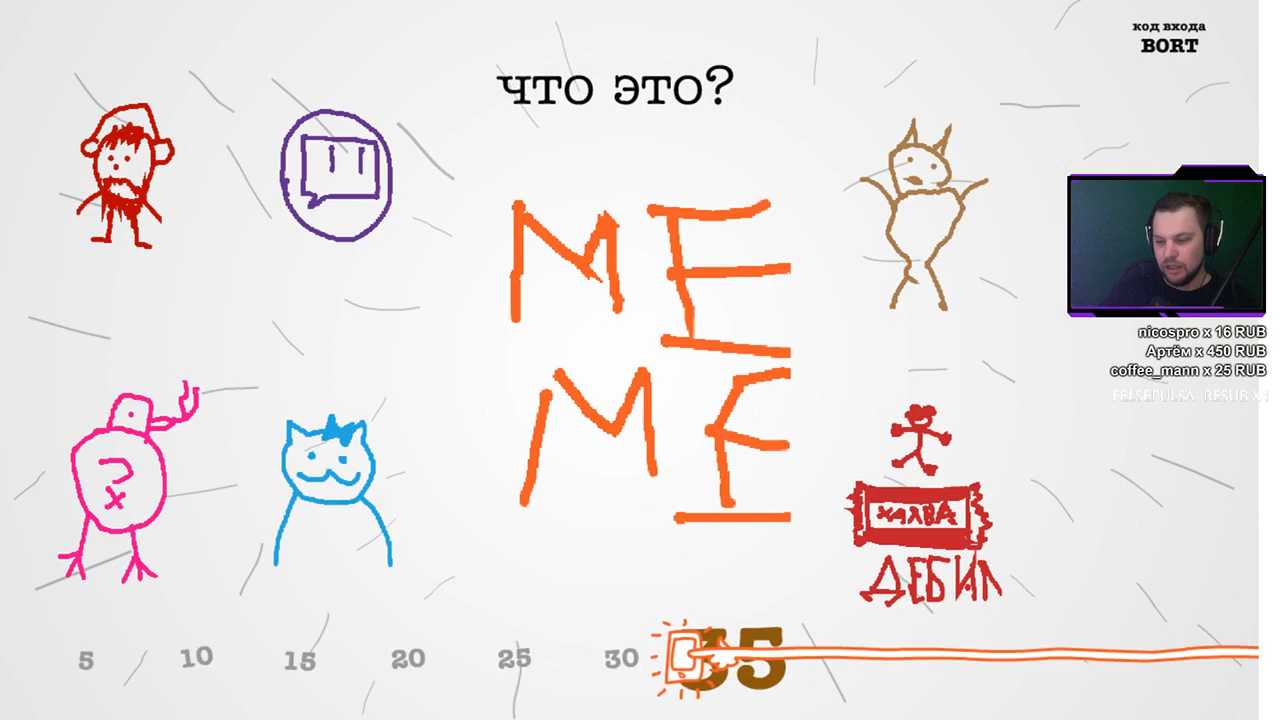 код входа
BORT
что это?
ME
ME
nicospro x 16 RUB
Артём x 450 RUB
coffee_mann x 25 RUB
ХАЛВА
ДЕБИЛ
5 10 15 20 25 30 35